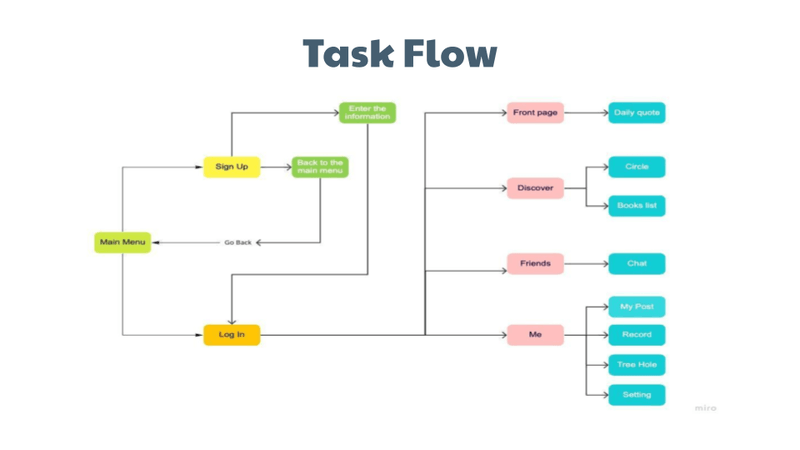 Task Flow
Enter the
information
Front page
Daily quote
Sign Up
Back to the
main menu
Circle
Discover
Books list
Main Menu
Go Back
Friends
Chat
My Post
Log In
Me
Record
Tree Hole
Setting
miro